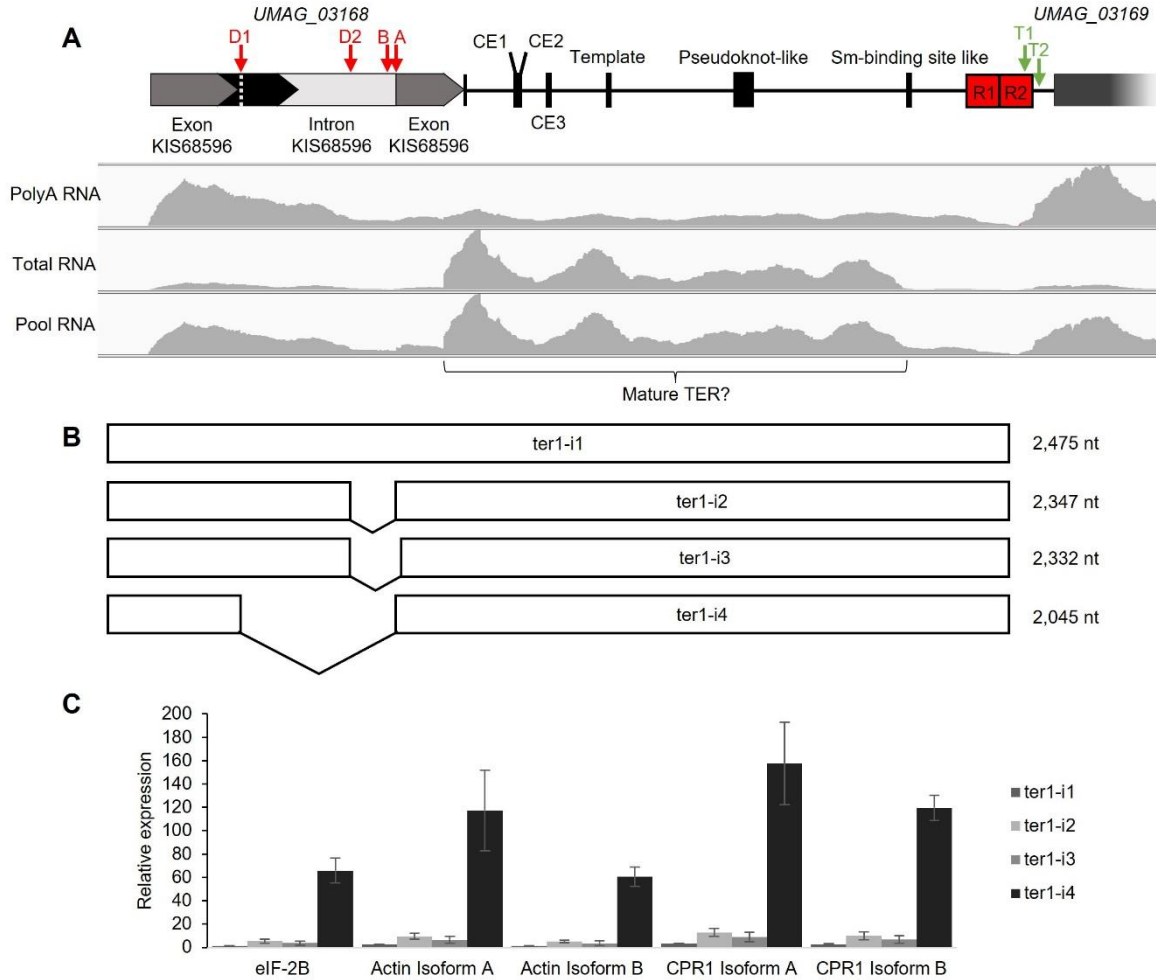 UMAG_03168 UMAG_03169
A D1 D2 B A CE1 CE2 Template Pseudoknot-like Sm-binding site like T1 T2
R1 R2
CE3
Exon Intron Exon
KIS68596 KIS68596 KIS68596
PolyA RNA
Total RNA
Pool RNA
Mature TER?
B
ter1-i1 2,475 nt
ter1-i2 2,347 nt
ter1-i3 2,332 nt
ter1-i4 2,045 nt
C
Relative expression
200
180
160
140
120
100
80
60
40
20
0
eIF-2B Actin Isoform A Actin Isoform B CPR1 Isoform A CPR1 Isoform B
ter1-i1
ter1-i2
ter1-i3
ter1-i4